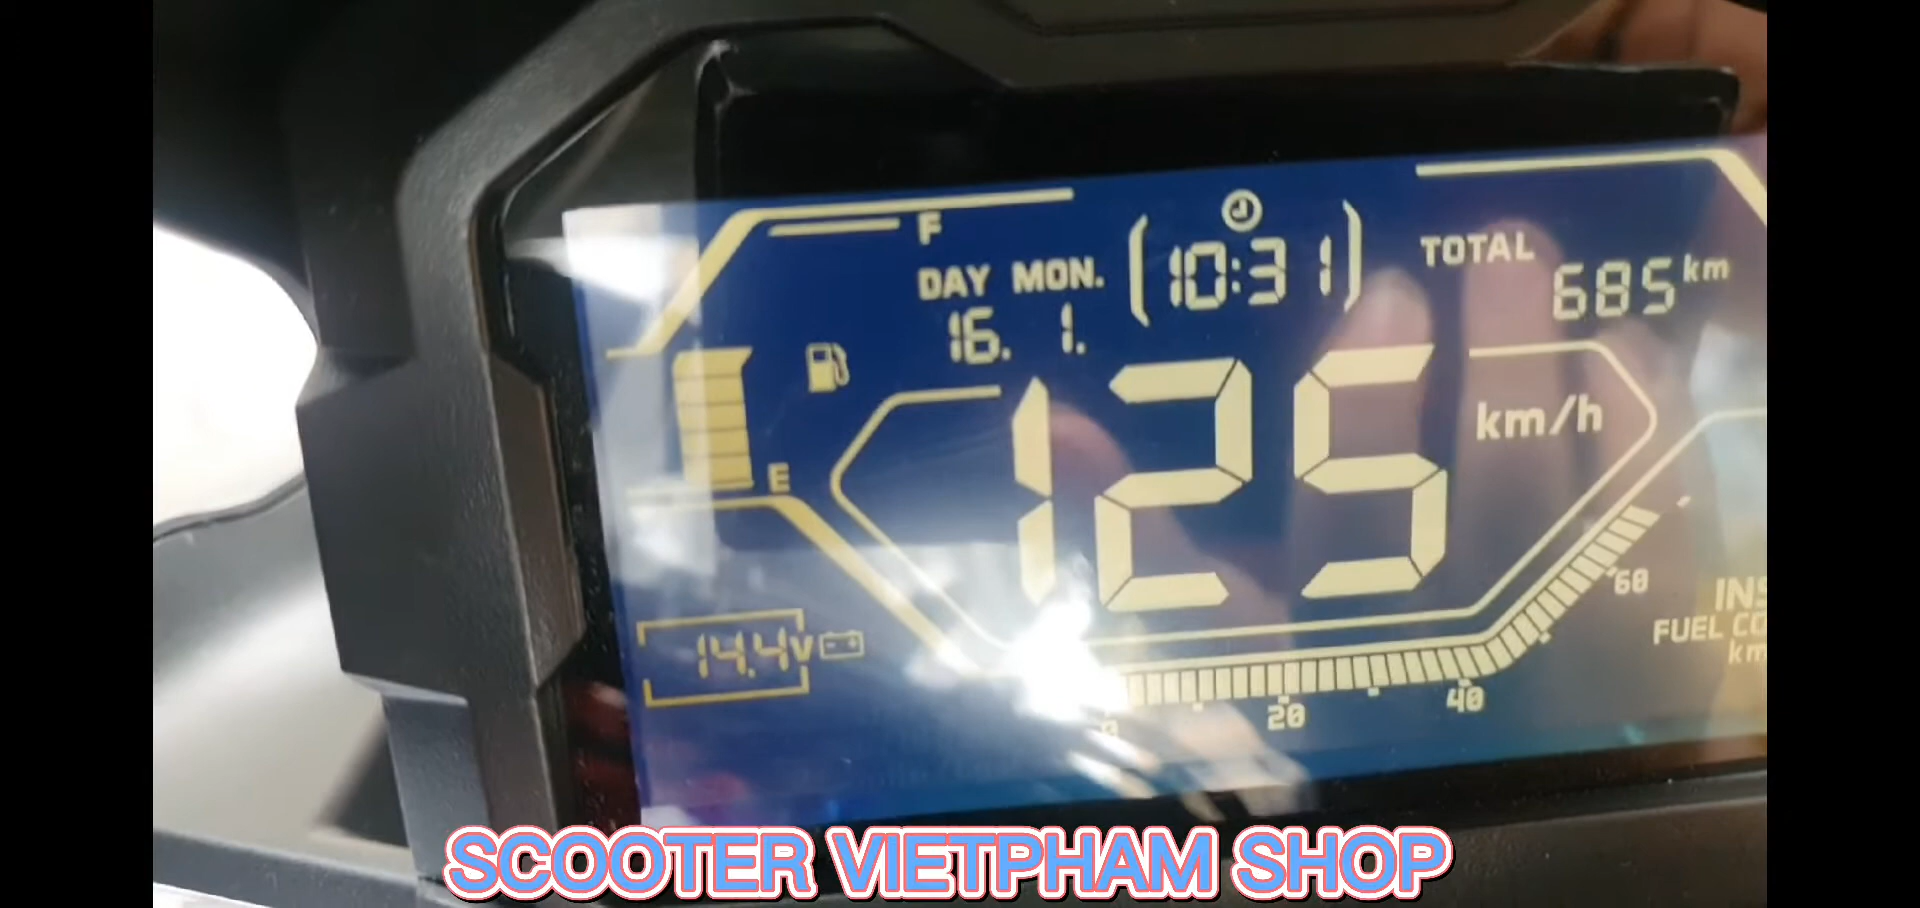 F
DAY MON. 10:31 TOTAL
16. 1. 685 km
125 km/h
E
60
14.4V
FUEL
40
20
SCOOTER VIETPHAM SHOP